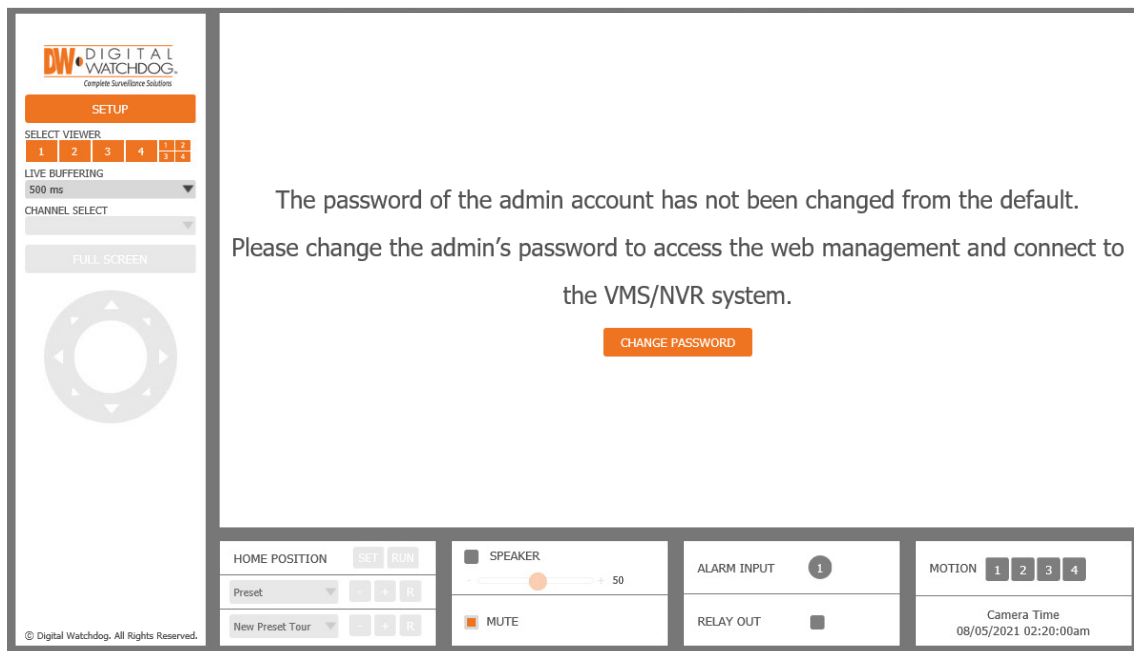 DW DIGITAL
WATCHDOG.
Complete Surveillance Solutions
SETUP
SELECT VIEWER
1 2 3 4 1 2
3 4
LIVE BUFFERING
500 ms
CHANNEL SELECT
FULL SCREEN
© Digital Watchdog. All Rights Reserved.
The password of the admin account has not been changed from the default.
Please change the admin's password to access the web management and connect to
the VMS/NVR system.
CHANGE PASSWORD
HOME POSITION SET RUN
Preset - + R
New Preset Tour - + R
SPEAKER
- + 50
MUTE
ALARM INPUT 1
RELAY OUT
MOTION 1 2 3 4
Camera Time
08/05/2021 02:20:00am